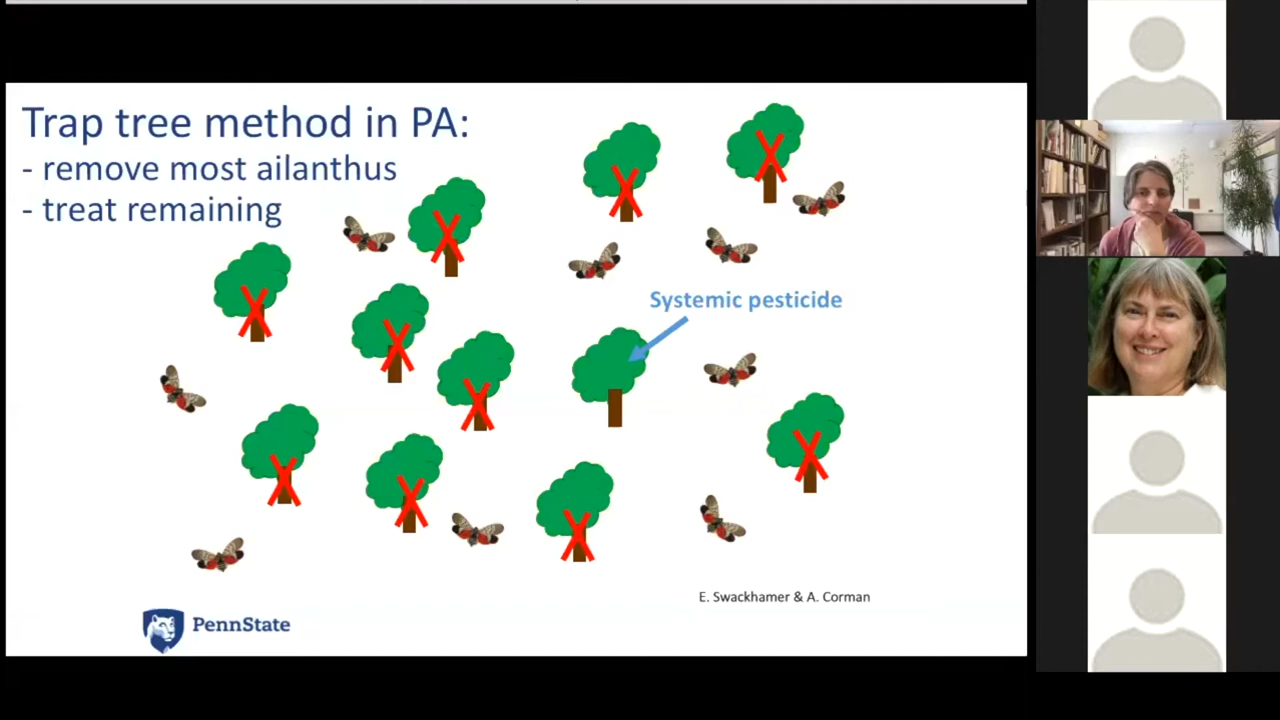 Trap tree method in PA:
- remove most ailanthus
- treat remaining
Systemic pesticide
E. Swackhamer & A. Corman
PennState